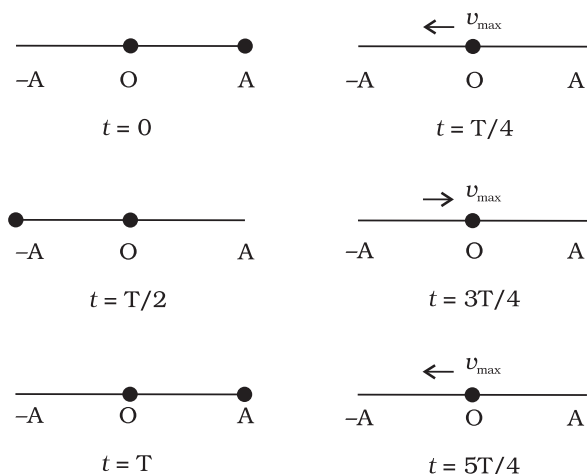 v_max
–A O A –A O A
t = 0 t = T/4
v_max
–A O A –A O A
t = T/2 t = 3T/4
v_max
–A O A –A O A
t = T t = 5T/4